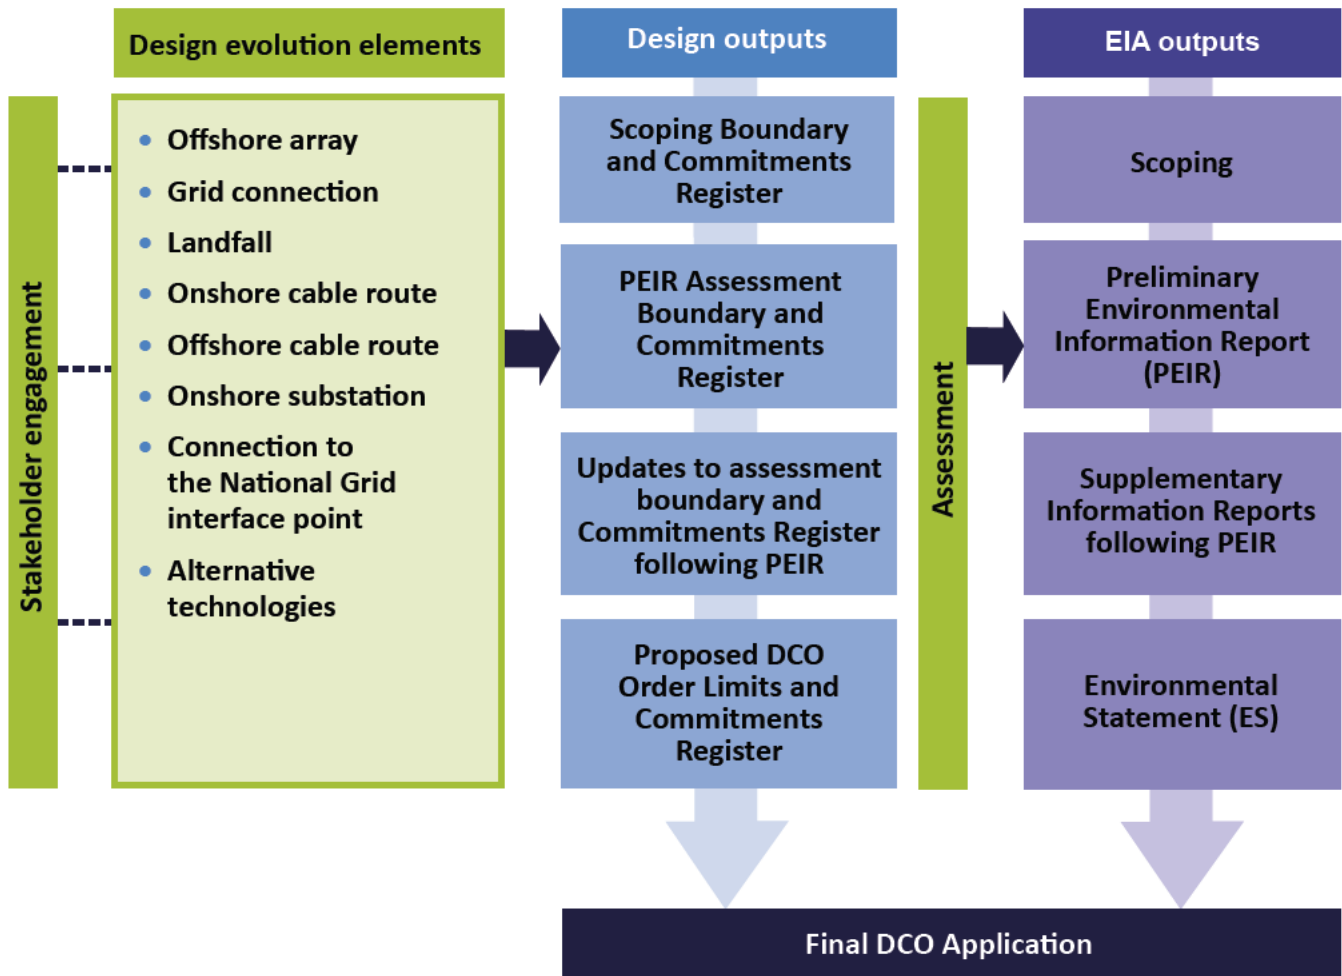 Design evolution elements
Stakeholder engagement
Offshore array
Grid connection
Landfall
Onshore cable route
Offshore cable route
Onshore substation
Connection to
the National Grid
interface point
Alternative
technologies
Design outputs
Scoping Boundary
and Commitments
Register
PEIR Assessment
Boundary and
Commitments
Register
Updates to assessment
boundary and
Commitments Register
following PEIR
Proposed DCO
Order Limits and
Commitments
Register
Assessment
EIA outputs
Scoping
Preliminary
Environmental
Information Report
(PEIR)
Supplementary
Information Reports
following PEIR
Environmental
Statement (ES)
Final DCO Application